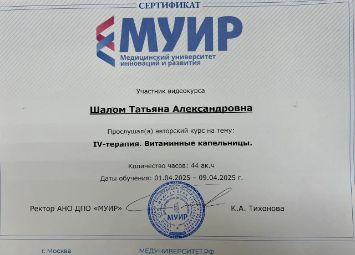 СЕРТИФИКАТ
МУИР
Медицинский университет
инноваций и развития
Участник видеокурса
Шалом Татьяна Александровна
Прослушал(а) авторский курс на тему:
IV-терапия. Витаминные капельницы.
Количество часов: 44 ак.ч
Даты обучения: 01.04.2025 – 09.04.2025 г.
Ректор АНО ДПО «МУИР»
МУИР
К.А. Тихонова
г. Москва
МЕДУНИВЕРСИТЕТ.РФ